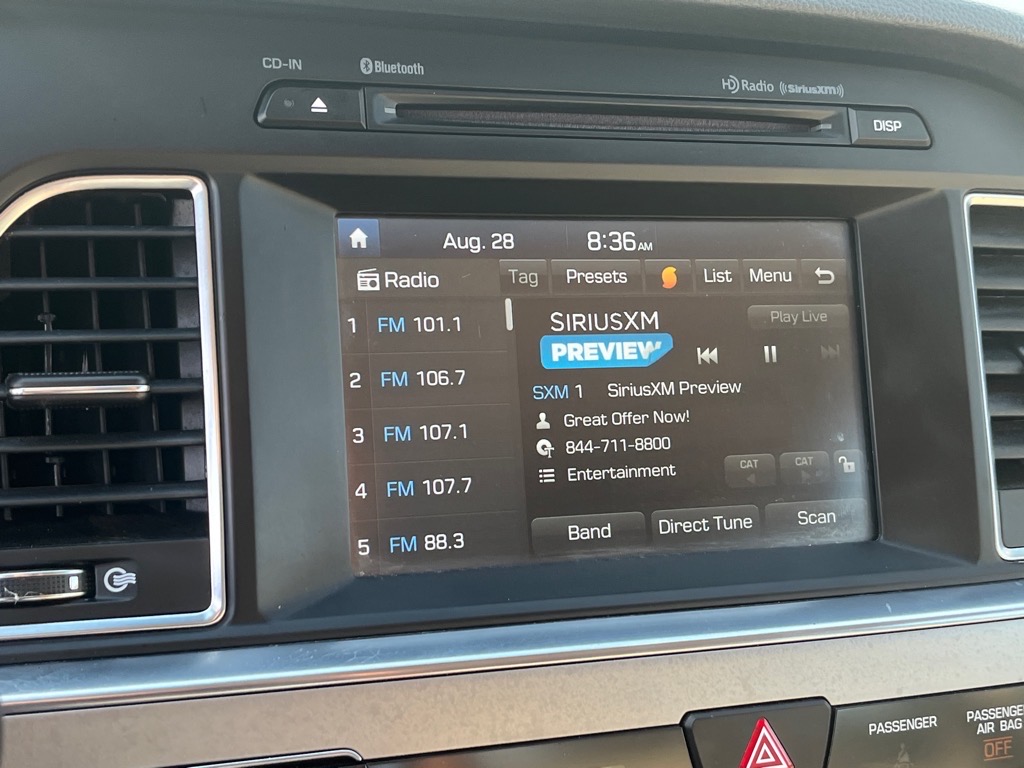 CD-IN
Bluetooth
HD Radio ((SiriusXM))
DISP
Aug. 28 8:36 AM
Radio Tag Presets List Menu
1 FM 101.1
2 FM 106.7
3 FM 107.1
4 FM 107.7
5 FM 88.3
SIRIUSXM
PREVIEW
Play Live
SXM 1 SiriusXM Preview
Great Offer Now!
844-711-8800
Entertainment
CAT CAT
Band Direct Tune Scan
PASSENGER
PASSENGER
AIR BAG
OFF